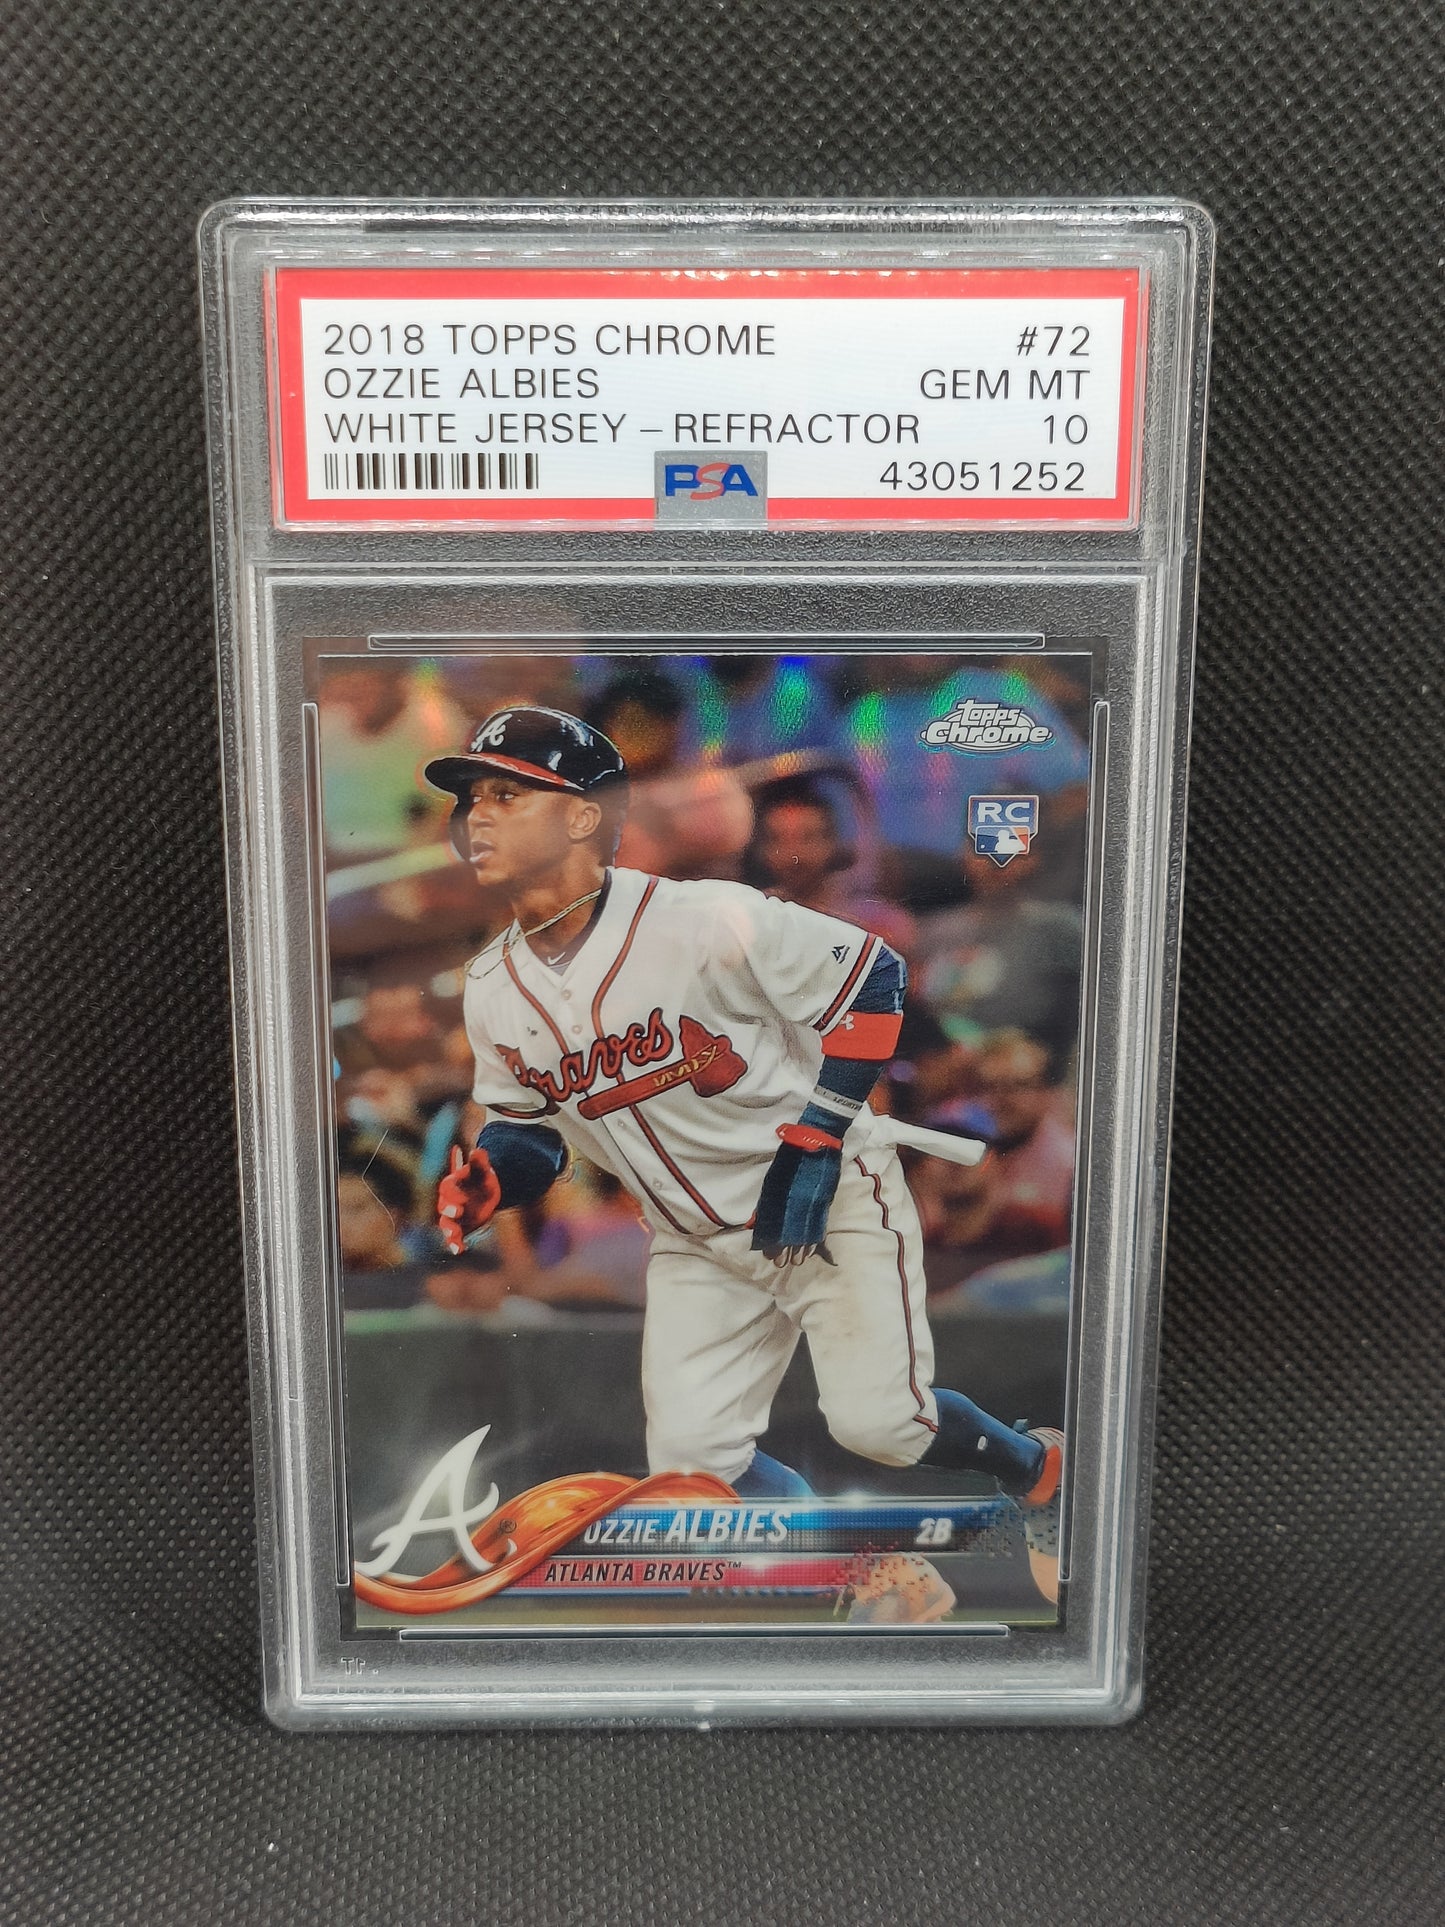 2018 TOPPS CHROME #72
OZZIE ALBIES GEM MT
WHITE JERSEY – REFRACTOR 10
PSA 43051252
topps
Chrome
RC
A
Braves
A
OZZIE ALBIES 2B
ATLANTA BRAVES™